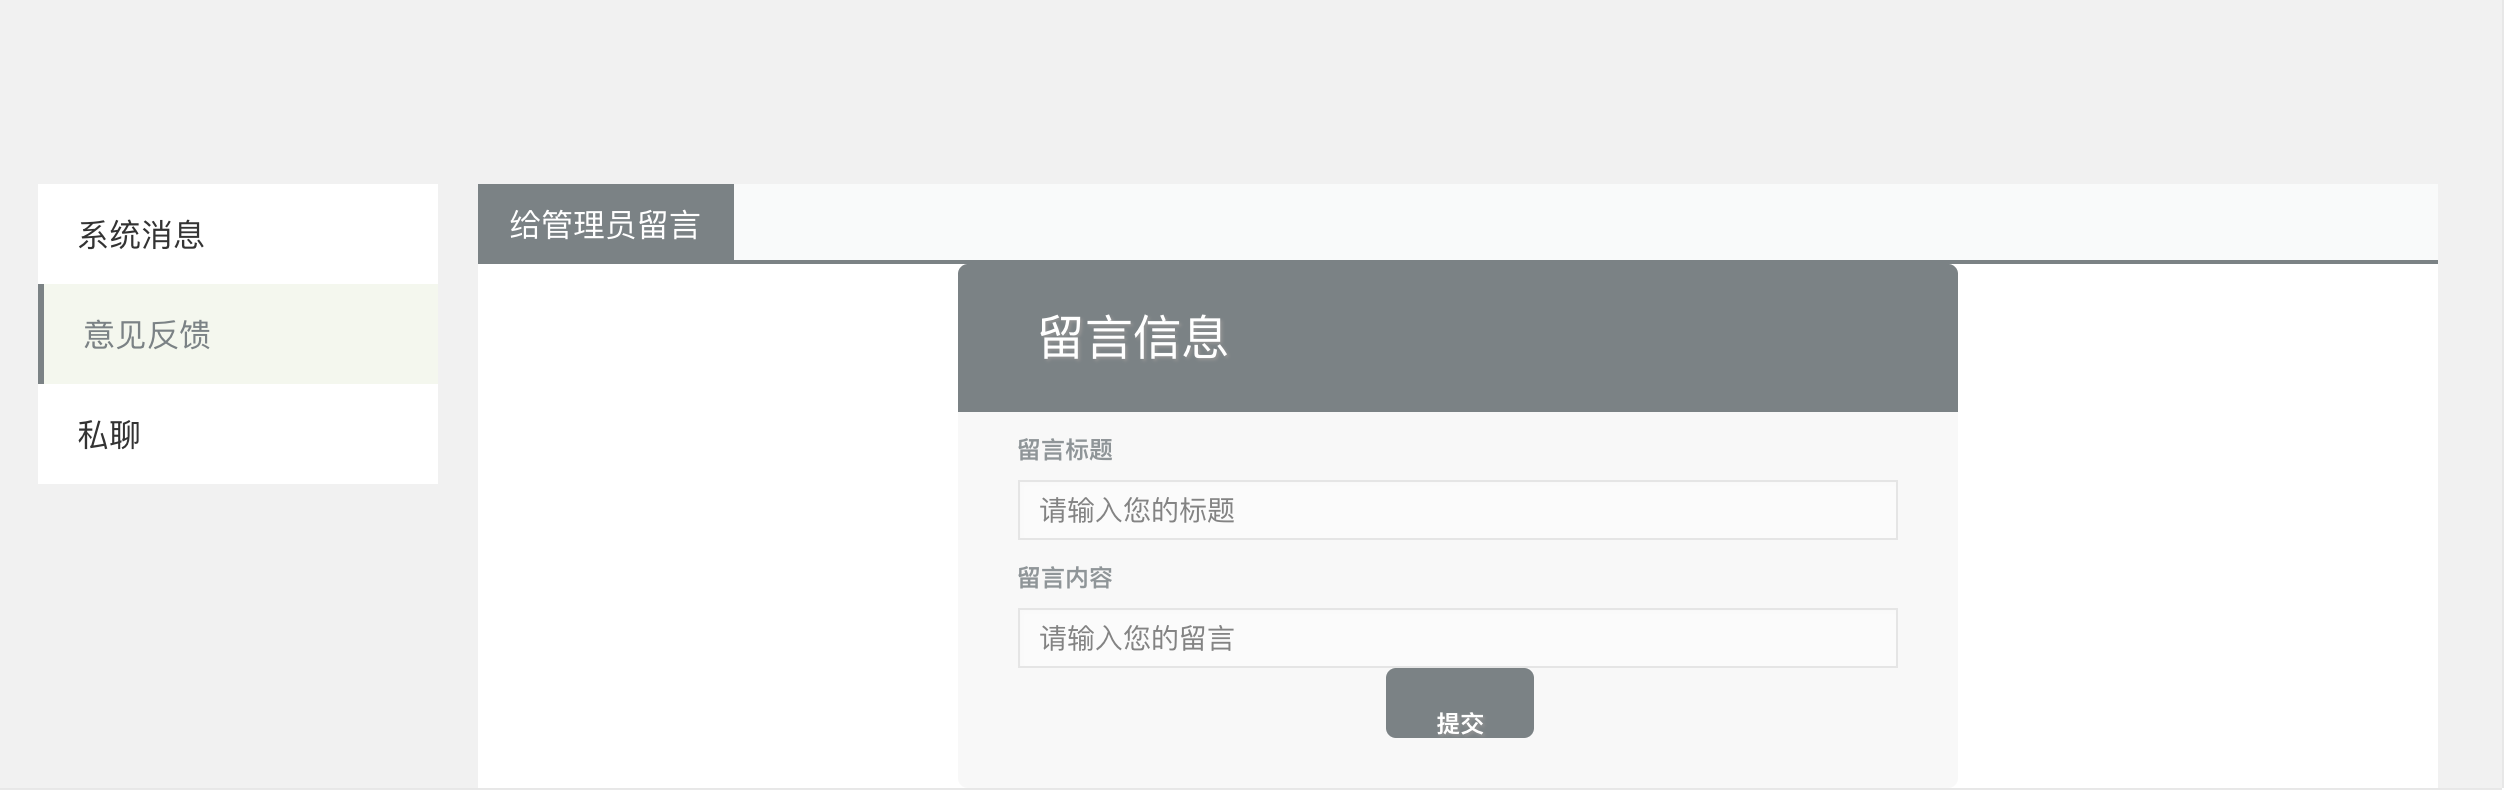 系统消息
意见反馈
私聊
给管理员留言
留言信息
留言标题
请输入您的标题
留言内容
请输入您的留言
提交